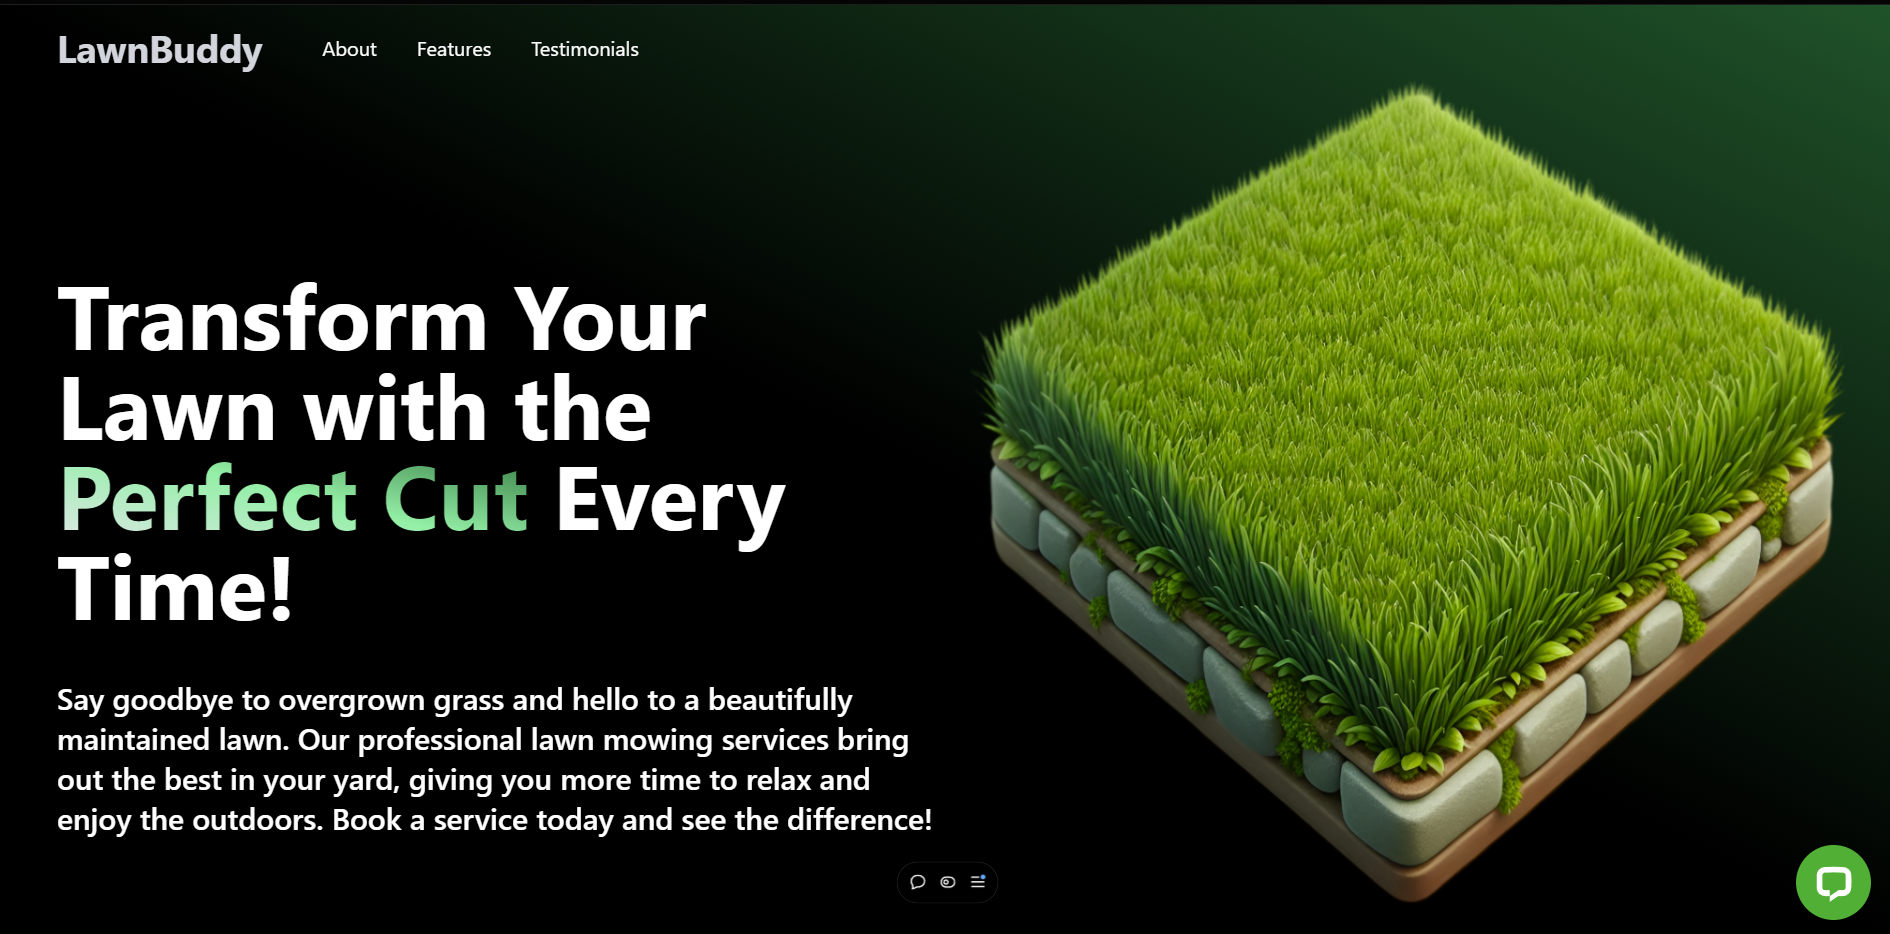 LawnBuddy About Features Testimonials
Transform Your
Lawn with the
Perfect Cut Every
Time!
Say goodbye to overgrown grass and hello to a beautifully
maintained lawn. Our professional lawn mowing services bring
out the best in your yard, giving you more time to relax and
enjoy the outdoors. Book a service today and see the difference!